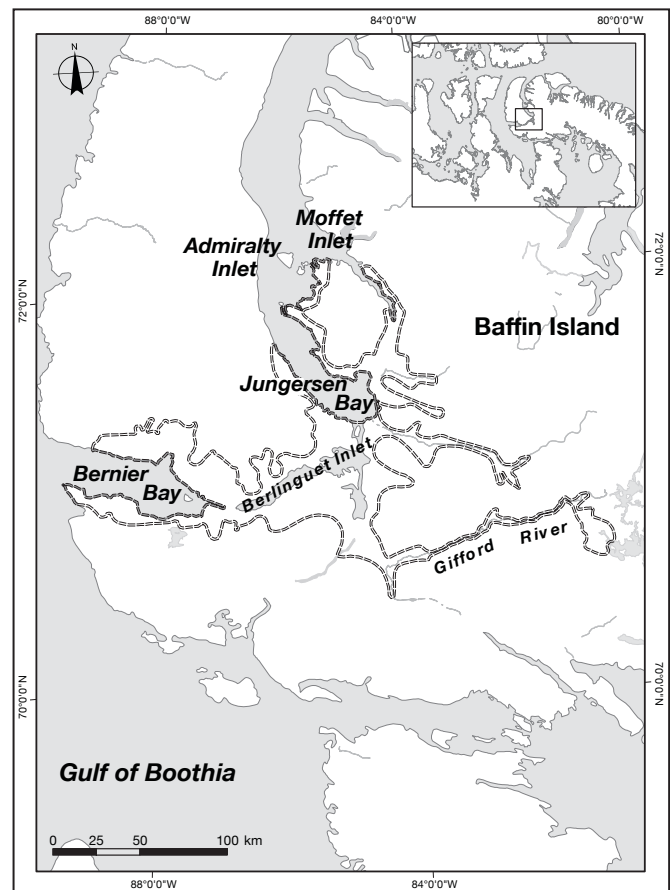 88°0'0"W
84°0'0"W
80°0'0"W
N
Moffet
Inlet
Admiralty
Inlet
72°0'0"N
72°0'0"N
Baffin Island
Jungersen
Bay
Bernier
Bay
Berlinguet Inlet
Gifford River
70°0'0"N
70°0'0"N
Gulf of Boothia
0 25 50 100 km
88°0'0"W
84°0'0"W